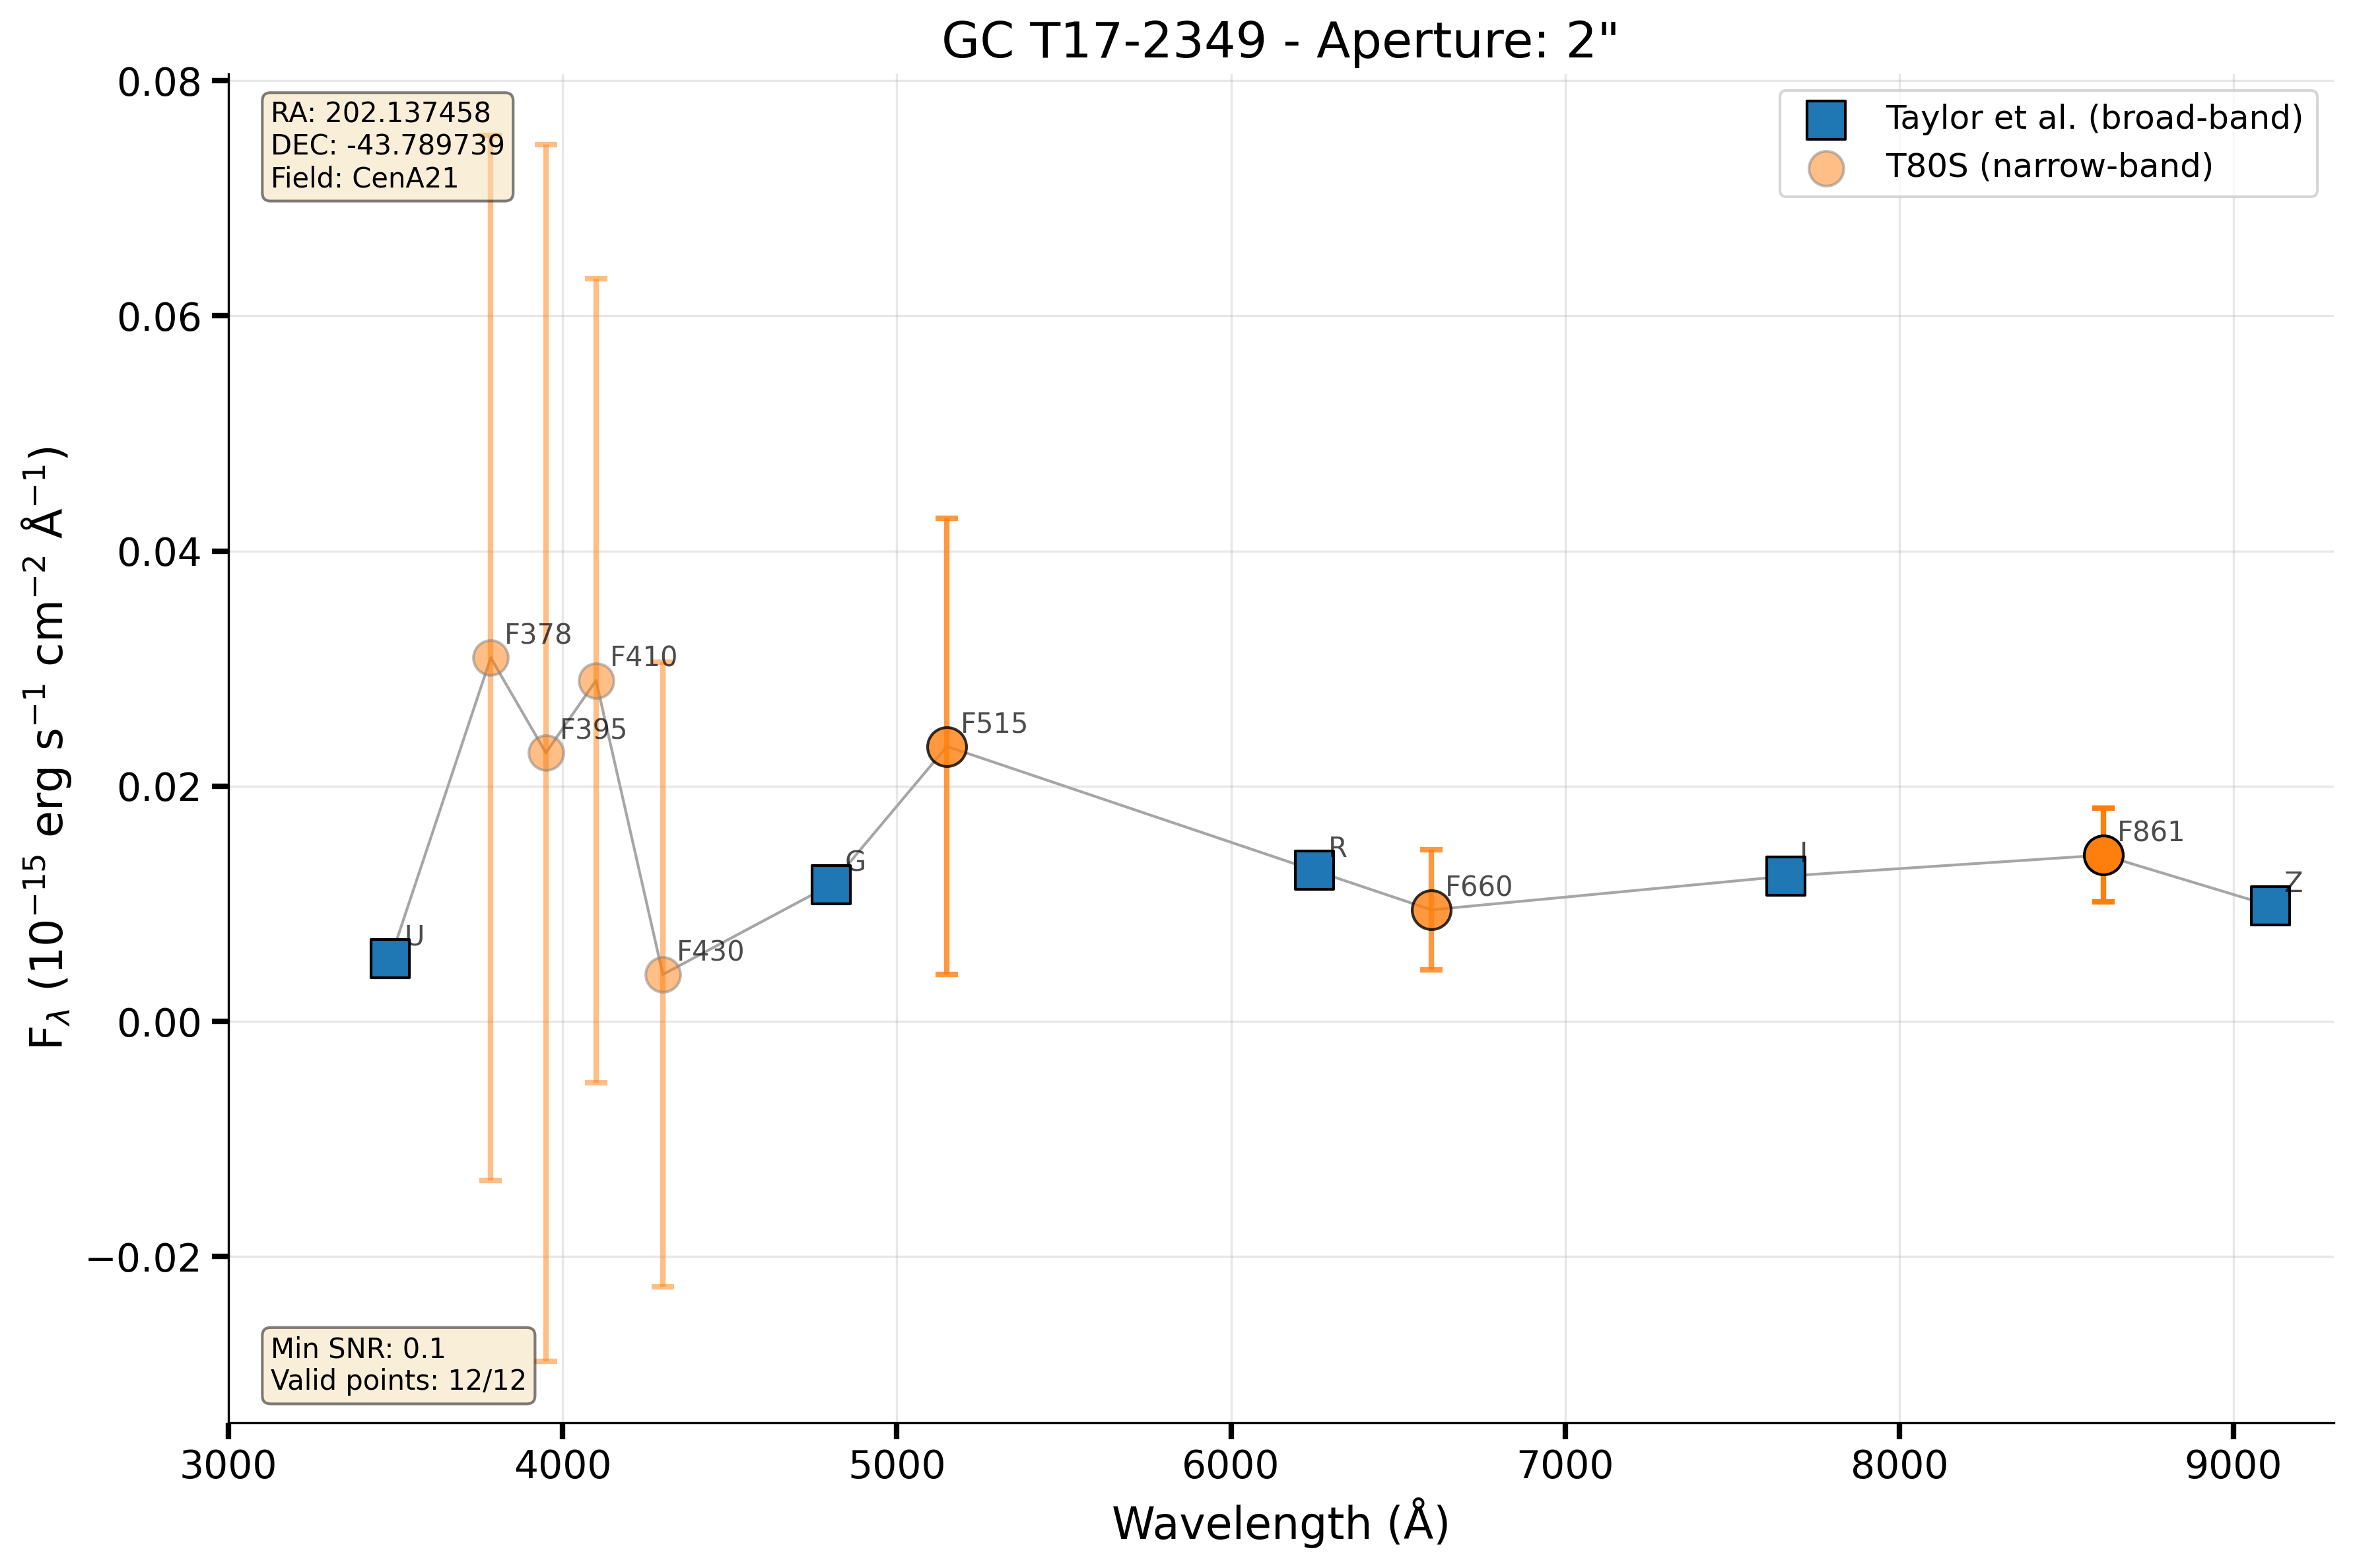 GC T17-2349 - Aperture: 2"
RA: 202.137458
DEC: -43.789739
Field: CenA21
Taylor et al. (broad-band)
T80S (narrow-band)
0.08
0.06
0.04
0.02
0.00
−0.02
F_λ (10⁻¹⁵ erg s⁻¹ cm⁻² Å⁻¹)
U
F378
F395
F410
F430
G
F515
R
F660
I
F861
Z
Min SNR: 0.1
Valid points: 12/12
3000
4000
5000
6000
7000
8000
9000
Wavelength (Å)